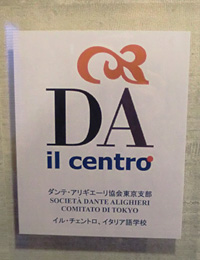 DA
il centro
ダンテ・アリギエーリ協会東京支部
SOCIETÀ DANTE ALIGHIERI
COMITATO DI TOKYO
イル・チェントロ、イタリア語学校